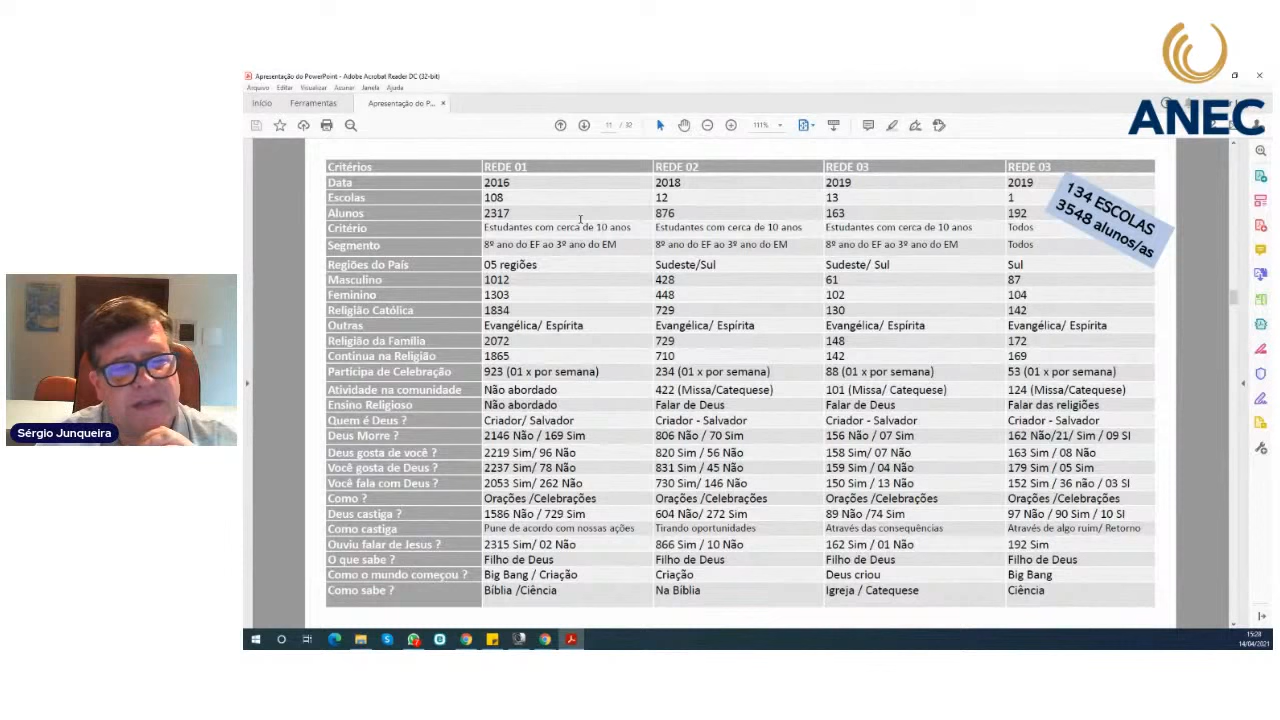 ANEC
Apresentação do PowerPoint - Adobe Acrobat Reader DC (32-bit)
Arquivo Editar Visualizar Assinar Janela Ajuda
Início Ferramentas Apresentação do P... ×
11 / 32 111%
Critérios REDE 01 REDE 02 REDE 03 REDE 03
Data 2016 2018 2019 2019
Escolas 108 12 13 1
Alunos 2317 876 163 192
Critério Estudantes com cerca de 10 anos Estudantes com cerca de 10 anos Estudantes com cerca de 10 anos Todos
Segmento 8º ano do EF ao 3º ano do EM 8º ano do EF ao 3º ano do EM 8º ano do EF ao 3º ano do EM Todos
Regiões do País 05 regiões Sudeste/Sul Sudeste/ Sul Sul
Masculino 1012 428 61 87
Feminino 1303 448 102 104
Religião Católica 1834 729 130 142
Outras Evangélica/ Espírita Evangélica/ Espírita Evangélica/ Espírita Evangélica/ Espírita
Religião da Família 2072 729 148 172
Continua na Religião 1865 710 142 169
Participa de Celebração 923 (01 x por semana) 234 (01 x por semana) 88 (01 x por semana) 53 (01 x por semana)
Atividade na comunidade Não abordado 422 (Missa/Catequese) 101 (Missa/ Catequese) 124 (Missa/Catequese)
Ensino Religioso Não abordado Falar de Deus Falar de Deus Falar das religiões
Quem é Deus ? Criador/ Salvador Criador - Salvador Criador - Salvador Criador - Salvador
Deus Morre ? 2146 Não / 169 Sim 806 Não / 70 Sim 156 Não / 07 Sim 162 Não/21/ Sim / 09 SI
Deus gosta de você ? 2219 Sim/ 96 Não 820 Sim / 56 Não 158 Sim/ 07 Não 163 Sim / 08 Não
Você gosta de Deus ? 2237 Sim/ 78 Não 831 Sim / 45 Não 159 Sim / 04 Não 179 Sim / 05 Sim
Você fala com Deus ? 2053 Sim/ 262 Não 730 Sim/ 146 Não 150 Sim / 13 Não 152 Sim / 36 não / 03 SI
Como ? Orações /Celebrações Orações /Celebrações Orações /Celebrações Orações /Celebrações
Deus castiga ? 1586 Não / 729 Sim 604 Não/ 272 Sim 89 Não /74 Sim 97 Não / 90 Sim / 10 SI
Como castiga Pune de acordo com nossas ações Tirando oportunidades Através das consequências Através de algo ruim/ Retorno
Ouviu falar de Jesus ? 2315 Sim/ 02 Não 866 Sim / 10 Não 162 Sim / 01 Não 192 Sim
O que sabe ? Filho de Deus Filho de Deus Filho de Deus Filho de Deus
Como o mundo começou ? Big Bang / Criação Criação Deus criou Big Bang
Como sabe ? Bíblia /Ciência Na Bíblia Igreja / Catequese Ciência
134 ESCOLAS
3548 alunos/as
Sérgio Junqueira
15:28
14/04/2021